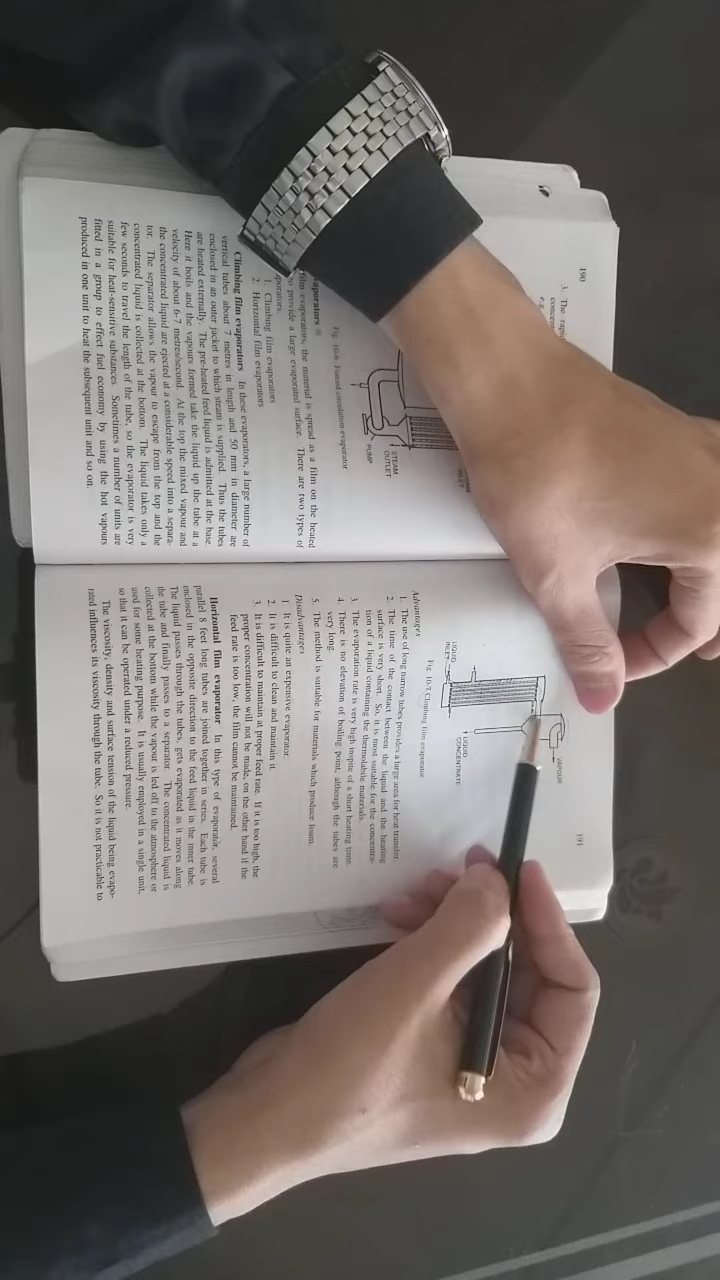 190
3. The rapid
concen
e.g.
INLET
STEAM
OUTLET
PUMP
Fig. 10-6 Forced circulation evaporator
aporators
film evaporators, the material is spread as a film on the heated
to provide a large evaporated surface. There are two types of
aporators.
1. Climbing film evaporators
2. Horizontal film evaporators
Climbing film evaporators In these evaporators, a large number of
vertical tubes about 7 metres in length and 50 mm in diameter are
enclosed in an outer jacket to which steam is supplied. Thus the tubes
are heated externally. The pre-heated feed liquid is admitted at the base.
Here it boils and the vapours formed take the liquid up the tube at a
velocity of about 6-7 metres/second. At the top the mixed vapour and
the concentrated liquid are ejected at a considerable speed into a separa-
tor. The separator allows the vapour to escape from the top and the
concentrated liquid is collected at the bottom. The liquid takes only a
few seconds to travel the length of the tube, so the evaporator is very
suitable for heat-sensitive substances. Sometimes a number of units are
fitted in a group to effect fuel economy by using the hot vapours
produced in one unit to heat the subsequent unit and so on.
191
VAPOUR
LIQUID
CONCENTRATE
LIQUID
INLET
Fig. 10-7 Climbing film evaporator
Advantages
1. The use of long narrow tubes provides a large area for heat transfer.
2. The time of the contact between the liquid and the heating
surface is very short. So, it is most suitable for the concentra-
tion of a liquid containing the thermolabile materials.
3. The evaporation rate is very high inspite of a short heating time.
4. There is no elevation of boiling point, although the tubes are
very long.
5. The method is suitable for materials which produce foam.
Disadvantages
1. It is quite an expensive evaporator.
2. It is difficult to clean and maintain it.
3. It is difficult to maintain at proper feed rate. If it is too high, the
proper concentration will not be made, on the other hand if the
feed rate is too low, the film cannot be maintained.
Horizontal film evaporator In this type of evaporator, several
parallel 8 feet long tubes are joined together in series. Each tube is
enclosed in the opposite direction to the feed liquid in the inner tube.
The liquid passes through the tubes, gets evaporated as it moves along
the tube and finally passes to a separator. The concentrated liquid is
collected at the bottom while the vapour is led off to the atmosphere or
used for some heating purpose. It is usually employed in a single unit,
so that it can be operated under a reduced pressure.
The viscosity, density and surface tension of the liquid being evapo-
rated influences its viscosity through the tube. So it is not practicable to